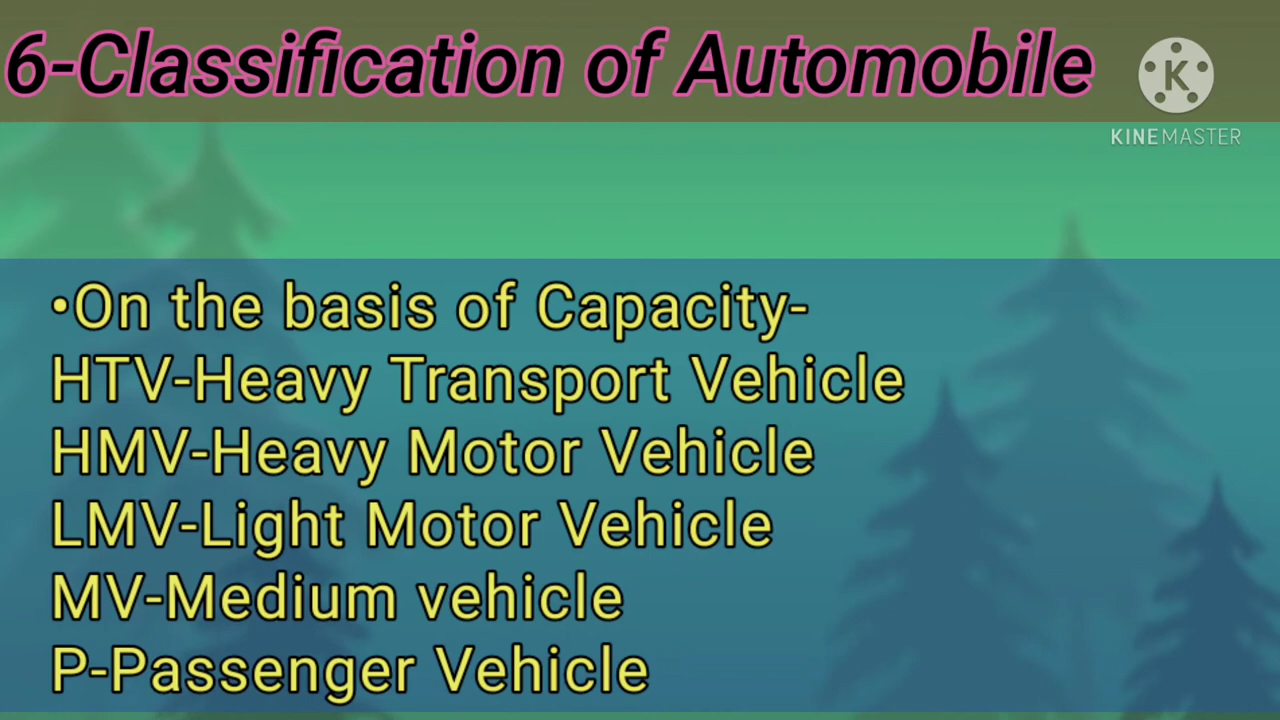 6-Classification of Automobile
K
KINEMASTER
•On the basis of Capacity-
HTV-Heavy Transport Vehicle
HMV-Heavy Motor Vehicle
LMV-Light Motor Vehicle
MV-Medium vehicle
P-Passenger Vehicle